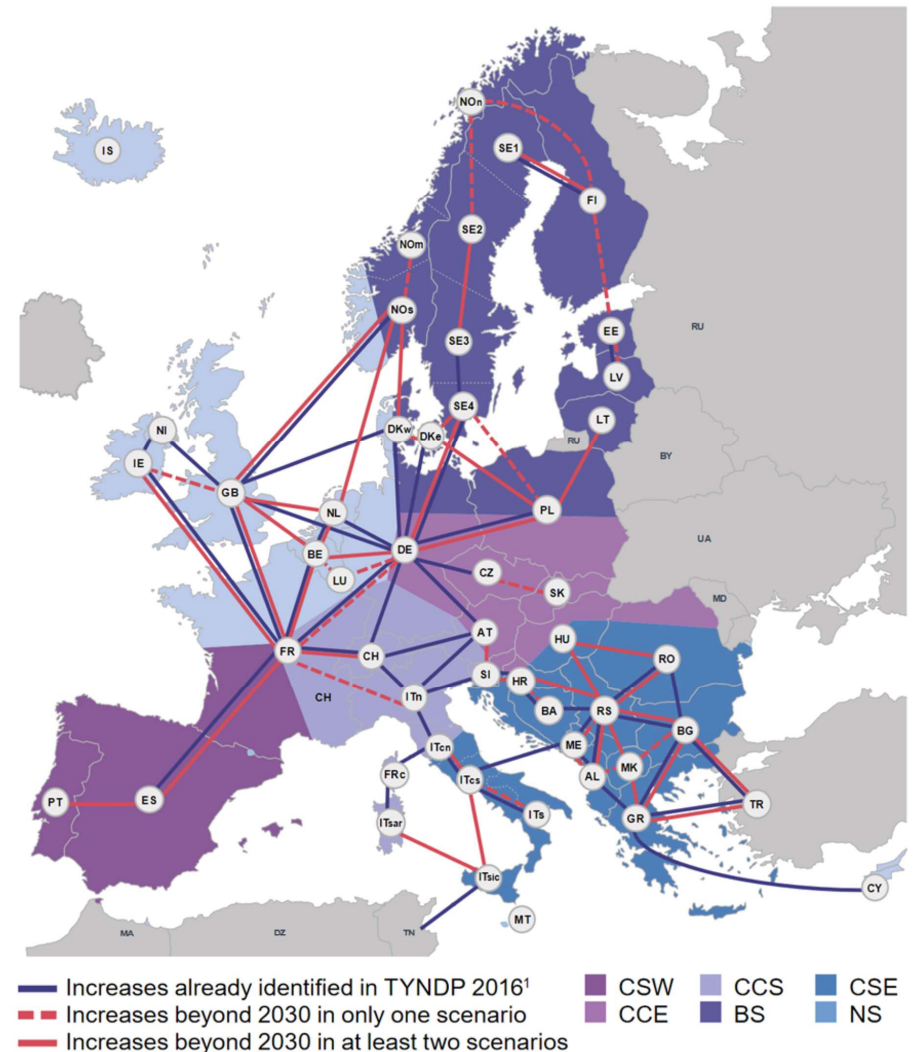 NOn
SE1
IS
FI
SE2
NOm
NOs
EE
RU
SE3
LV
SE4
LT
NI
DKw
DKe
RU
BY
IE
GB
NL
PL
UA
BE
DE
LU
CZ
SK
MD
AT
HU
FR
CH
RO
SI
HR
CH
ITn
BA
RS
BG
ME
ITcn
MK
FRc
ITcs
AL
PT
ES
TR
ITs
GR
ITsar
ITsic
CY
MT
MA
DZ
TN
Increases already identified in TYNDP 2016¹
Increases beyond 2030 in only one scenario
Increases beyond 2030 in at least two scenarios
CSW
CCS
CSE
CCE
BS
NS